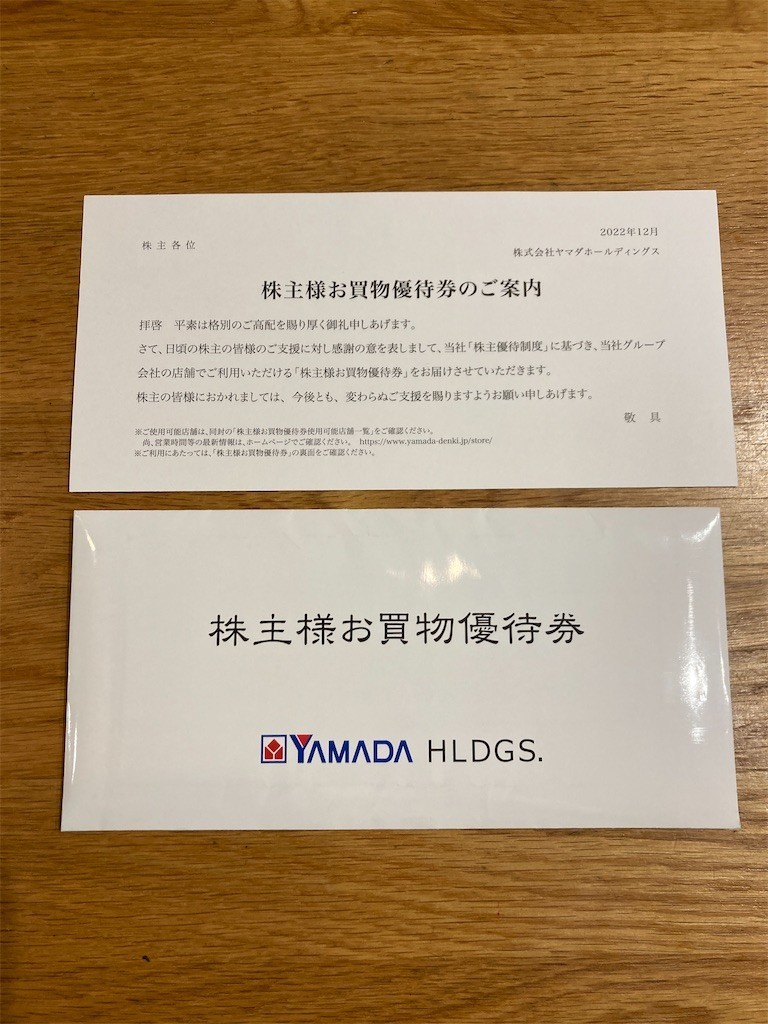 2022年12月
株主各位
株式会社ヤマダホールディングス
株主様お買物優待券のご案内
拝啓　平素は格別のご高配を賜り厚く御礼申しあげます。
さて、日頃の株主の皆様のご支援に対し感謝の意を表しまして、当社「株主優待制度」に基づき、当社グループ
会社の店舗でご利用いただける「株主様お買物優待券」をお届けさせていただきます。
株主の皆様におかれましては、今後とも、変わらぬご支援を賜りますようお願い申しあげます。
敬　具
※ご使用可能店舗は、同封の「株主様お買物優待券使用可能店舗一覧」をご確認ください。
尚、営業時間等の最新情報は、ホームページでご確認ください。 https://www.yamada-denki.jp/store/
※ご利用にあたっては、「株主様お買物優待券」の裏面をご確認ください。
株主様お買物優待券
YAMADA HLDGS.